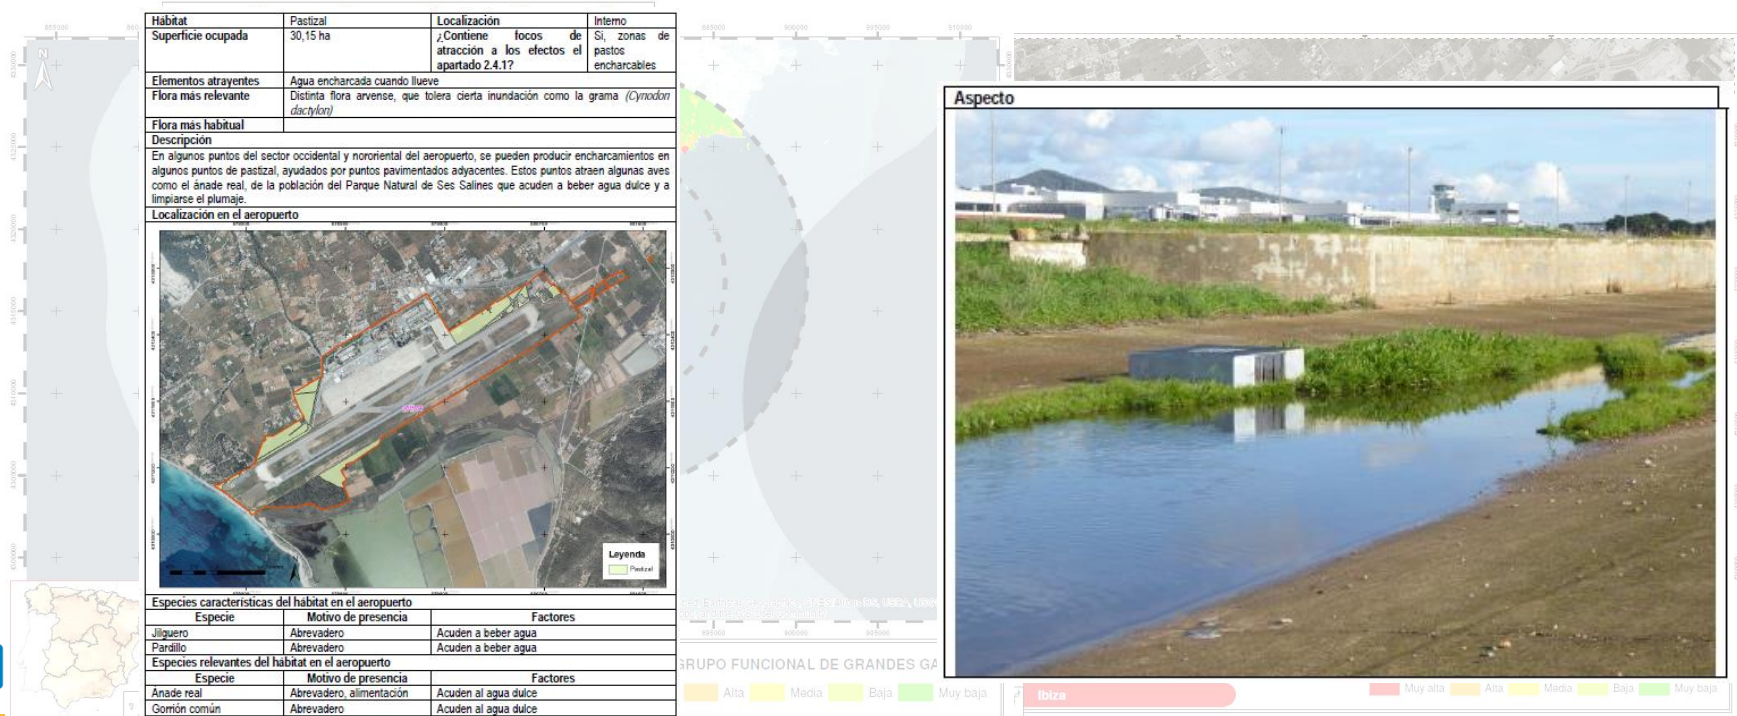 Hábitat Pastizal Localización Interno
Superficie ocupada 30,15 ha ¿Contiene focos de atracción a los efectos el apartado 2.4.1? Si, zonas de pastos encharcables
Elementos atrayentes Agua encharcada cuando llueve
Flora más relevante Distinta flora arvense, que tolera cierta inundación como la grama (Cynodon
dactylon)
Flora más habitual
Descripción
En algunos puntos del sector occidental y nororiental del aeropuerto, se pueden producir encharcamientos en
algunos puntos de pastizal, ayudados por puntos pavimentados adyacentes. Estos puntos atraen algunas aves
como el ánade real, de la población del Parque Natural de Ses Salines que acuden a beber agua dulce y a
limpiarse el plumaje.
Localización en el aeropuerto
Leyenda
Pastizal
Especies características del hábitat en el aeropuerto
Especie Motivo de presencia Factores
Jilguero Abrevadero Acuden a beber agua
Pardillo Abrevadero Acuden a beber agua
Especies relevantes del hábitat en el aeropuerto
Especie Motivo de presencia Factores
Ánade real Abrevadero, alimentación Acuden al agua dulce
Gorrión común Abrevadero Acuden al agua dulce
Aspecto
GRUPO FUNCIONAL DE GRANDES GA
Alta Media Baja Muy baja
Ibiza
Muy alta Alta Media Baja Muy baja
895000 900000 905000 910000
895000 900000 905000